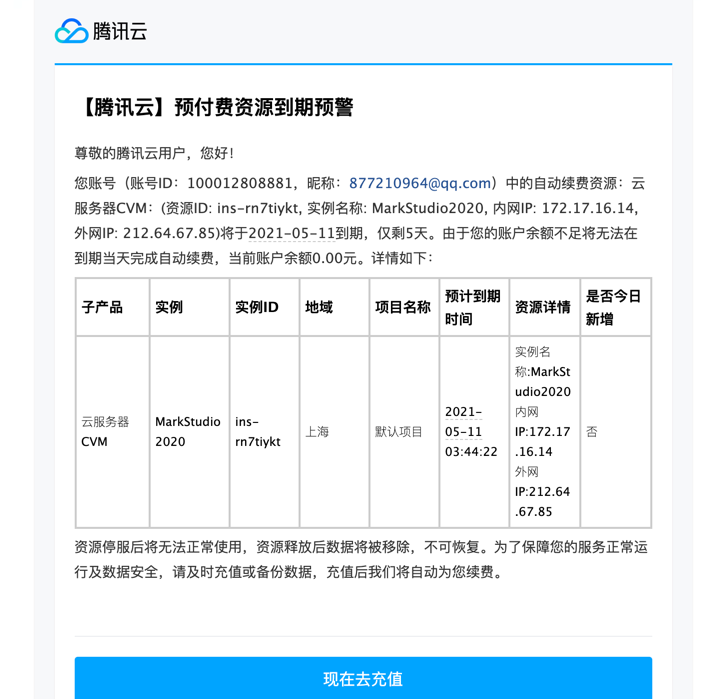 腾讯云
【腾讯云】预付费资源到期预警
尊敬的腾讯云用户，您好！
您账号（账号ID：100012808881，昵称：877210964@qq.com）中的自动续费资源：云
服务器CVM：(资源ID: ins-rn7tiykt, 实例名称: MarkStudio2020, 内网IP: 172.17.16.14,
外网IP: 212.64.67.85)将于2021-05-11到期，仅剩5天。由于您的账户余额不足将无法在
到期当天完成自动续费，当前账户余额0.00元。详情如下：
子产品
实例
实例ID
地域
项目名称
预计到期
时间
资源详情
是否今日
新增
云服务器
CVM
MarkStudio
2020
ins-
rn7tiykt
上海
默认项目
2021-
05-11
03:44:22
实例名
称:MarkSt
udio2020
内网
IP:172.17
.16.14
外网
IP:212.64
.67.85
否
资源停服后将无法正常使用，资源释放后数据将被移除，不可恢复。为了保障您的服务正常运
行及数据安全，请及时充值或备份数据，充值后我们将自动为您续费。
现在去充值